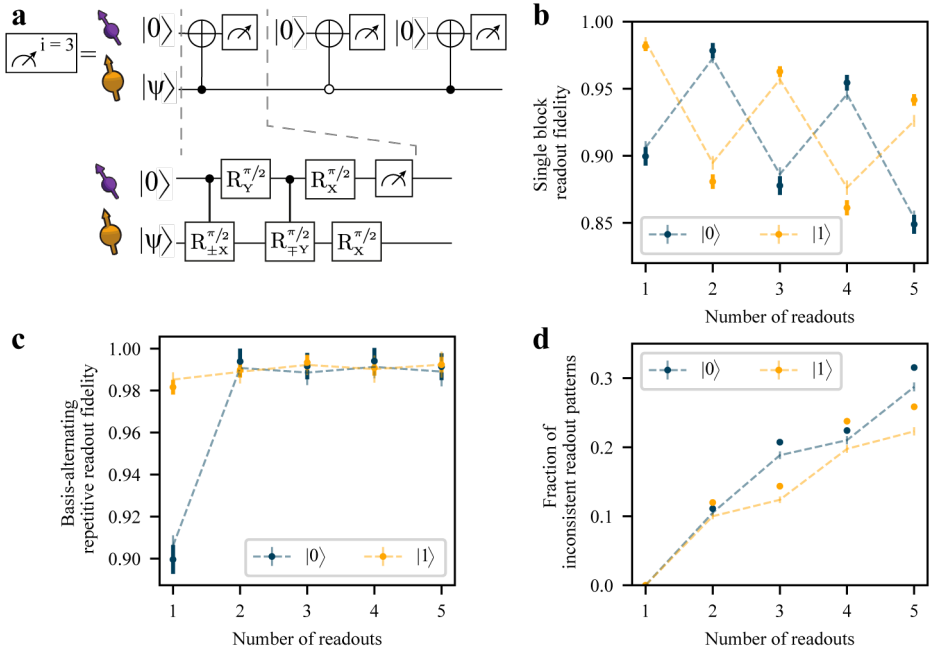 a
i = 3
=
|0⟩ |0⟩ |0⟩
|ψ⟩
|0⟩ R_Y^{π/2} R_X^{π/2}
|ψ⟩ R_{±X}^{π/2} R_{∓Y}^{π/2} R_X^{π/2}
b
Single block
readout fidelity
1.00
0.95
0.90
0.85
|0⟩ |1⟩
1 2 3 4 5
Number of readouts
c
Basis-alternating
repetitive readout fidelity
1.00
0.98
0.96
0.94
0.92
0.90
|0⟩ |1⟩
1 2 3 4 5
Number of readouts
d
Fraction of
inconsistent readout patterns
0.3
0.2
0.1
0.0
|0⟩ |1⟩
1 2 3 4 5
Number of readouts